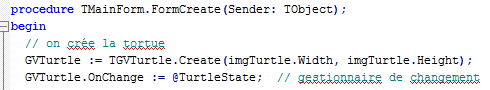 procedure TMainForm.FormCreate(Sender: TObject);
begin
// on crée la tortue
GVTurtle := TGVTurtle.Create(imgTurtle.Width, imgTurtle.Height);
GVTurtle.OnChange := @TurtleState; // gestionnaire de changement